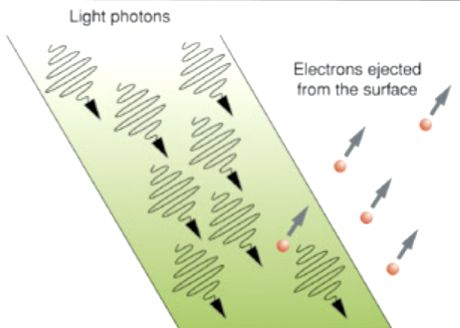 Light photons
Electrons ejected
from the surface